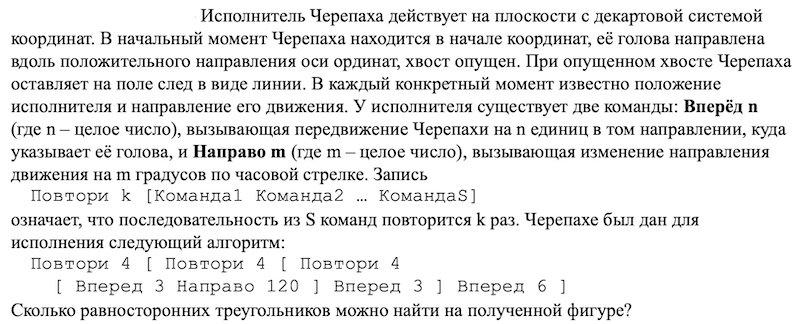 Исполнитель Черепаха действует на плоскости с декартовой системой
координат. В начальный момент Черепаха находится в начале координат, её голова направлена
вдоль положительного направления оси ординат, хвост опущен. При опущенном хвосте Черепаха
оставляет на поле след в виде линии. В каждый конкретный момент известно положение
исполнителя и направление его движения. У исполнителя существует две команды: Вперёд n
(где n – целое число), вызывающая передвижение Черепахи на n единиц в том направлении, куда
указывает её голова, и Направо m (где m – целое число), вызывающая изменение направления
движения на m градусов по часовой стрелке. Запись
Повтори k [Команда1 Команда2 … КомандаS]
означает, что последовательность из S команд повторится k раз. Черепахе был дан для
исполнения следующий алгоритм:
Повтори 4 [ Повтори 4 [ Повтори 4
[ Вперед 3 Направо 120 ] Вперед 3 ] Вперед 6 ]
Сколько равносторонних треугольников можно найти на полученной фигуре?